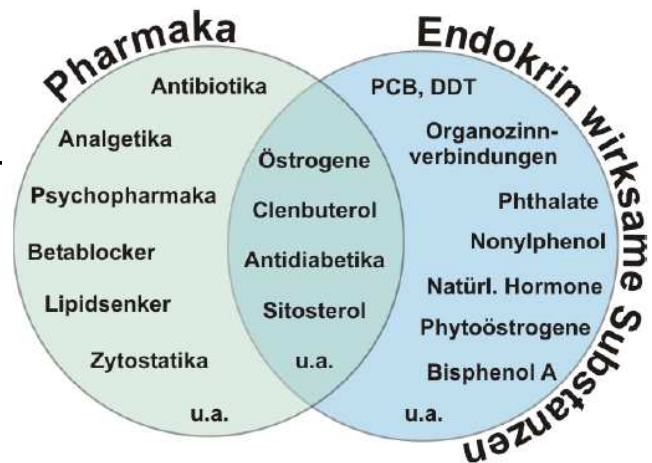 Pharmaka
Endokrin wirksame Substanzen
Antibiotika
Analgetika
Psychopharmaka
Betablocker
Lipidsenker
Zytostatika
u.a.
Östrogene
Clenbuterol
Antidiabetika
Sitosterol
u.a.
PCB, DDT
Organozinn-
verbindungen
Phthalate
Nonylphenol
Natürl. Hormone
Phytoöstrogene
Bisphenol A
u.a.